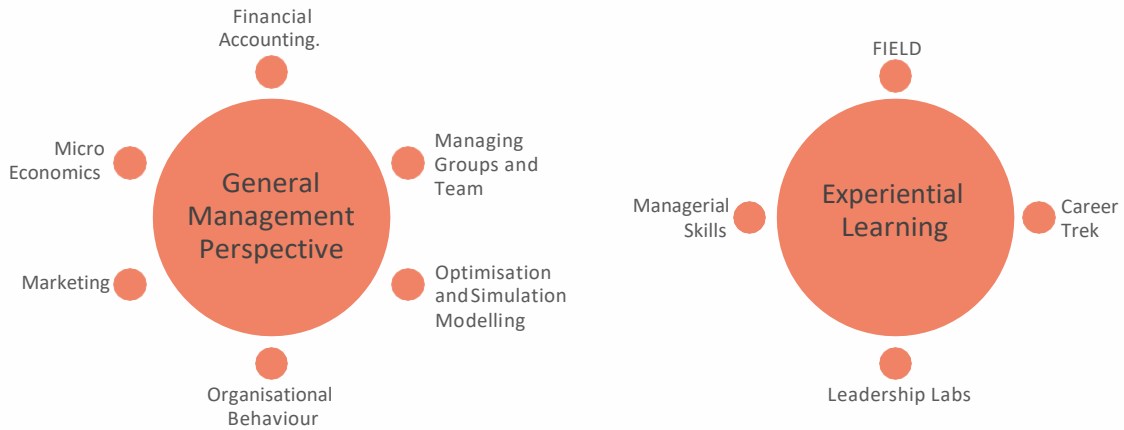 Financial
Accounting.
Micro
Economics
General
Management
Perspective
Managing
Groups and
Team
Marketing
Optimisation
and Simulation
Modelling
Organisational
Behaviour
FIELD
Managerial
Skills
Experiential
Learning
Career
Trek
Leadership Labs